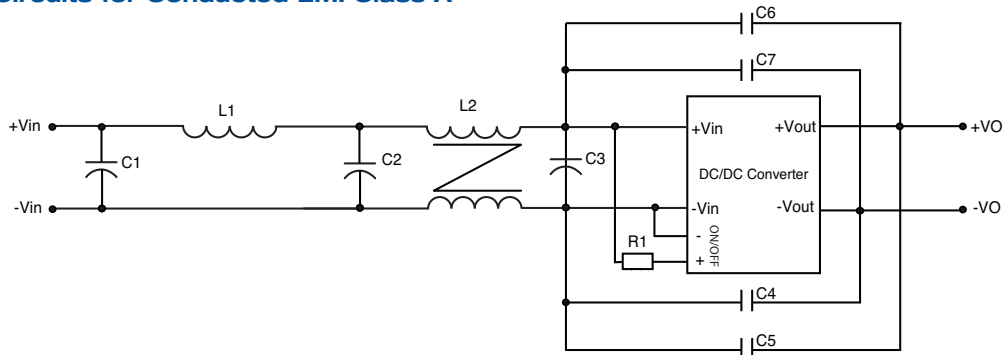 Circuits for Conducted EMI Class A
C6
C7
L1
L2
+Vin
C1
C2
C3
+Vin
+Vout
+VO
DC/DC Converter
-Vin
-Vin
-Vout
-VO
R1
-
+
ON/OFF
C4
C5